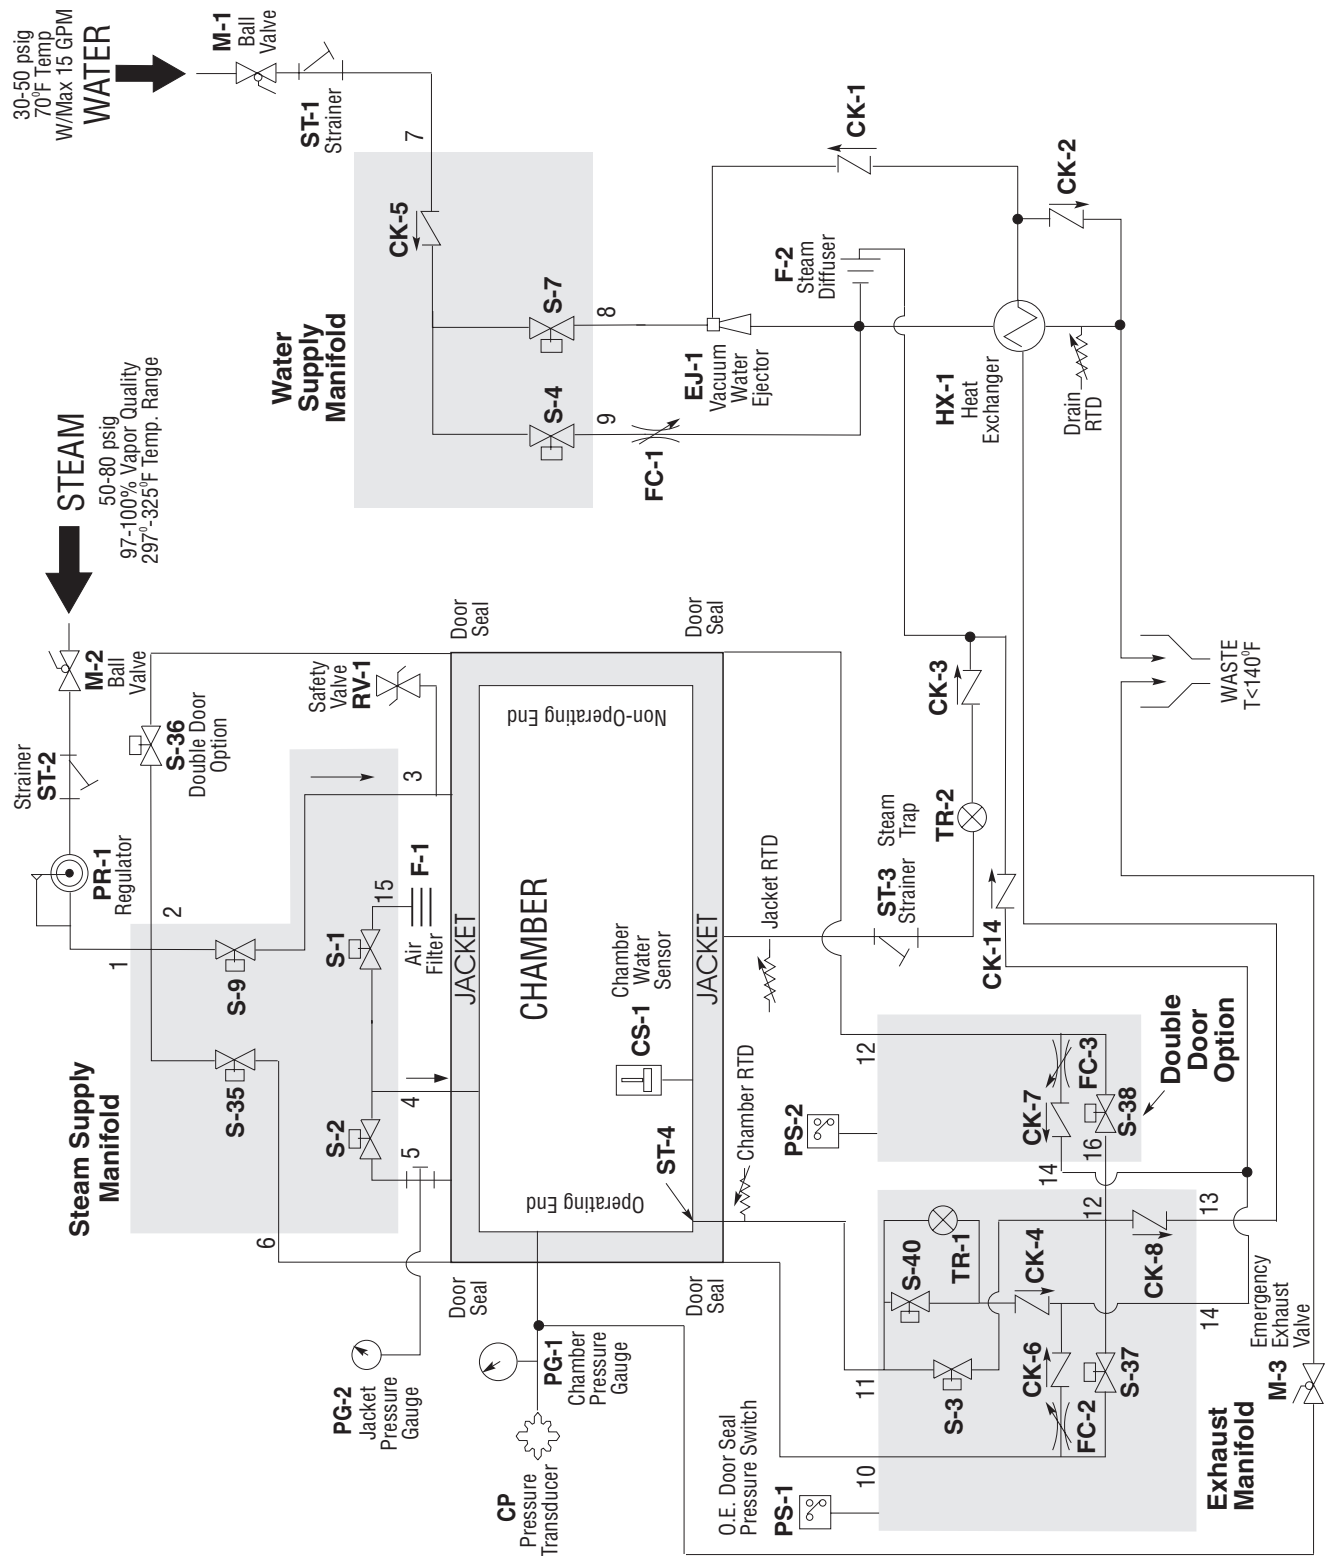 30-50 psig
70⁰F Temp
W/Max 15 GPM
WATER
M-1
Ball
Valve
ST-1
Strainer
7
Water
Supply
Manifold
CK-5
S-7
8
S-4
9
FC-1
EJ-1
Vacuum
Water
Ejector
F-2
Steam
Diffuser
CK-1
CK-2
HX-1
Heat
Exchanger
Drain
RTD
STEAM
50-80 psig
97-100% Vapor Quality
297⁰-325⁰F Temp. Range
M-2
Ball
Valve
Strainer
ST-2
PR-1
Regulator
S-36
Double Door
Option
Safety
Valve
RV-1
Steam Supply
Manifold
1
2
3
S-9
S-35
S-1
15
F-1
Air
Filter
S-2
4
5
6
Door
Seal
Door
Seal
Door
Seal
Door
Seal
JACKET
CHAMBER
JACKET
Non-Operating End
Operating End
CS-1
Chamber
Water
Sensor
ST-4
Jacket RTD
Chamber RTD
PG-2
Jacket
Pressure
Gauge
PG-1
Chamber
Pressure
Gauge
CP
Pressure
Transducer
ST-3
Strainer
Steam
Trap
TR-2
CK-3
CK-14
WASTE
T<140⁰F
PS-2
12
CK-7
FC-3
14
16
S-38
Double
Door
Option
O.E. Door Seal
Pressure Switch
PS-1
10
11
S-40
TR-1
S-3
CK-4
CK-6
FC-2
S-37
12
CK-8
13
14
Exhaust
Manifold
Emergency
Exhaust
Valve
M-3